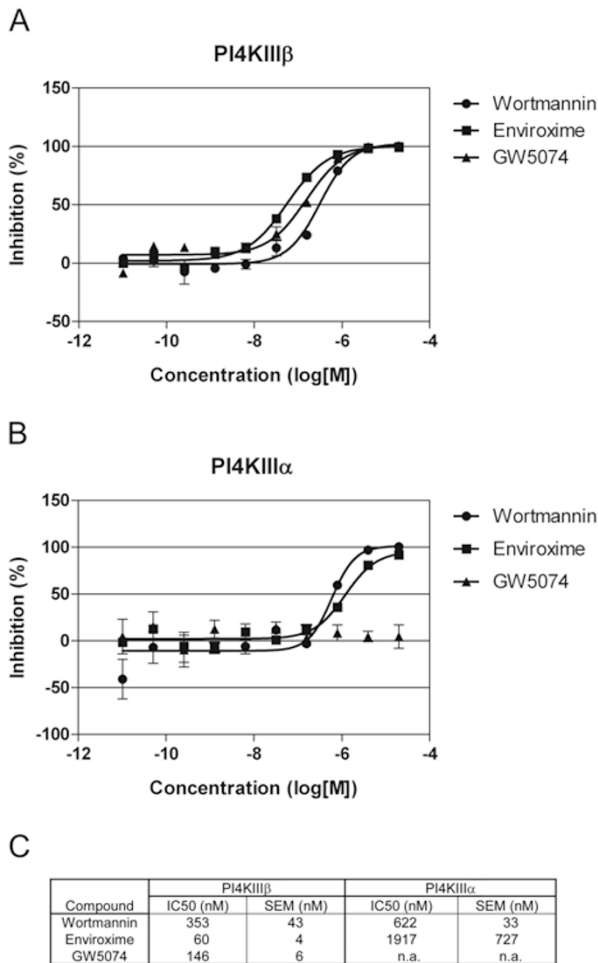 A
PI4KIIIβ
150
100
50
0
-50
Inhibition (%)
-12 -10 -8 -6 -4
Concentration (log[M])
Wortmannin
Enviroxime
GW5074
B
PI4KIIIα
150
100
50
0
-50
-100
Inhibition (%)
-12 -10 -8 -6 -4
Concentration (log[M])
Wortmannin
Enviroxime
GW5074
C
PI4KIIIβ PI4KIIIα
Compound IC50 (nM) SEM (nM) IC50 (nM) SEM (nM)
Wortmannin 353 43 622 33
Enviroxime 60 4 1917 727
GW5074 146 6 n.a. n.a.